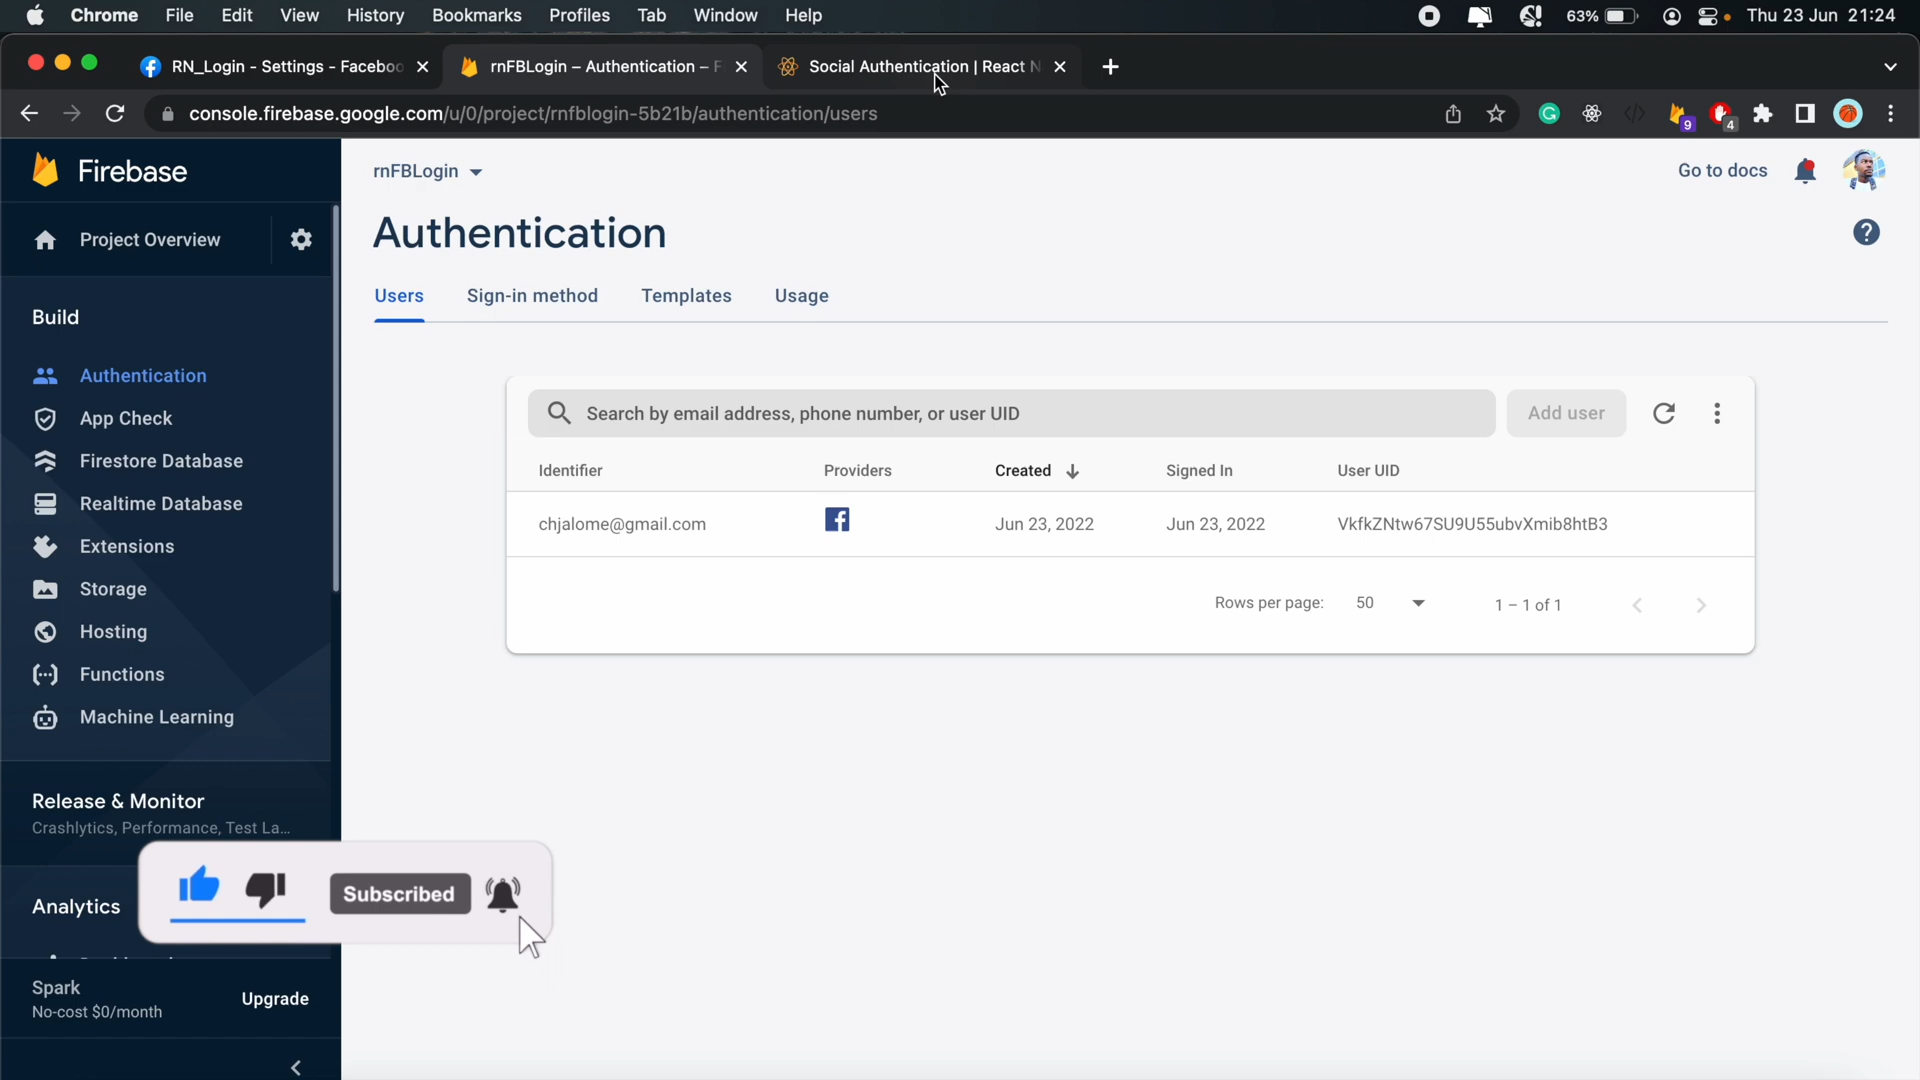 Chrome File Edit View History Bookmarks Profiles Tab Window Help 63% Thu 23 Jun 21:24
RN_Login - Settings - Faceboo rnFBLogin – Authentication – F Social Authentication | React N
console.firebase.google.com/u/0/project/rnfblogin-5b21b/authentication/users 9 4
Firebase
Project Overview
Build
Authentication
App Check
Firestore Database
Realtime Database
Extensions
Storage
Hosting
Functions
Machine Learning
Release & Monitor
Crashlytics, Performance, Test La...
Analytics
Spark
No-cost $0/month
Upgrade
rnFBLogin
Go to docs
Authentication
Users Sign-in method Templates Usage
Search by email address, phone number, or user UID
Add user
Identifier Providers Created Signed In User UID
chjalome@gmail.com Jun 23, 2022 Jun 23, 2022 VkfkZNtw67SU9U55ubvXmib8htB3
Rows per page: 50 1 – 1 of 1
Subscribed